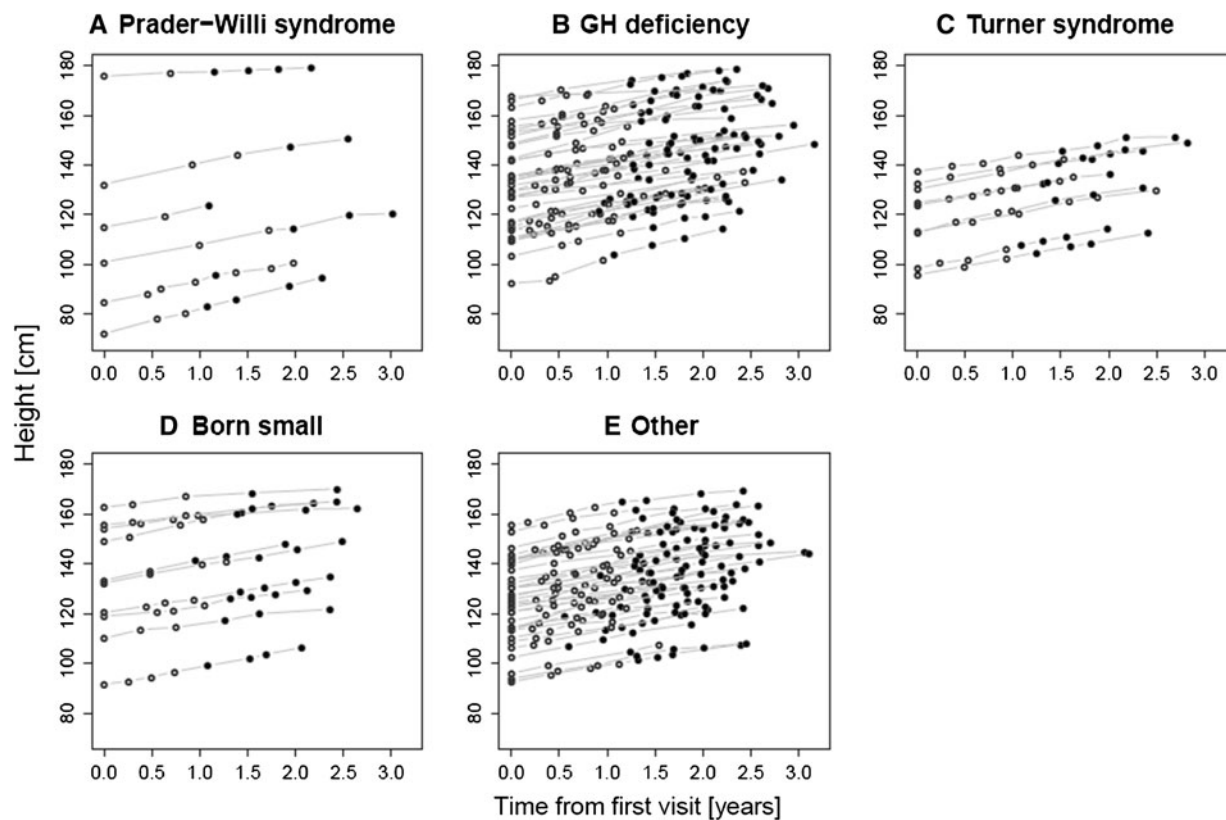 A Prader−Willi syndrome
B GH deficiency
C Turner syndrome
180
160
140
120
100
80
0.0 0.5 1.0 1.5 2.0 2.5 3.0
180
160
140
120
100
80
0.0 0.5 1.0 1.5 2.0 2.5 3.0
180
160
140
120
100
80
0.0 0.5 1.0 1.5 2.0 2.5 3.0
Height [cm]
D Born small
E Other
180
160
140
120
100
80
0.0 0.5 1.0 1.5 2.0 2.5 3.0
180
160
140
120
100
80
0.0 0.5 1.0 1.5 2.0 2.5 3.0
Time from first visit [years]